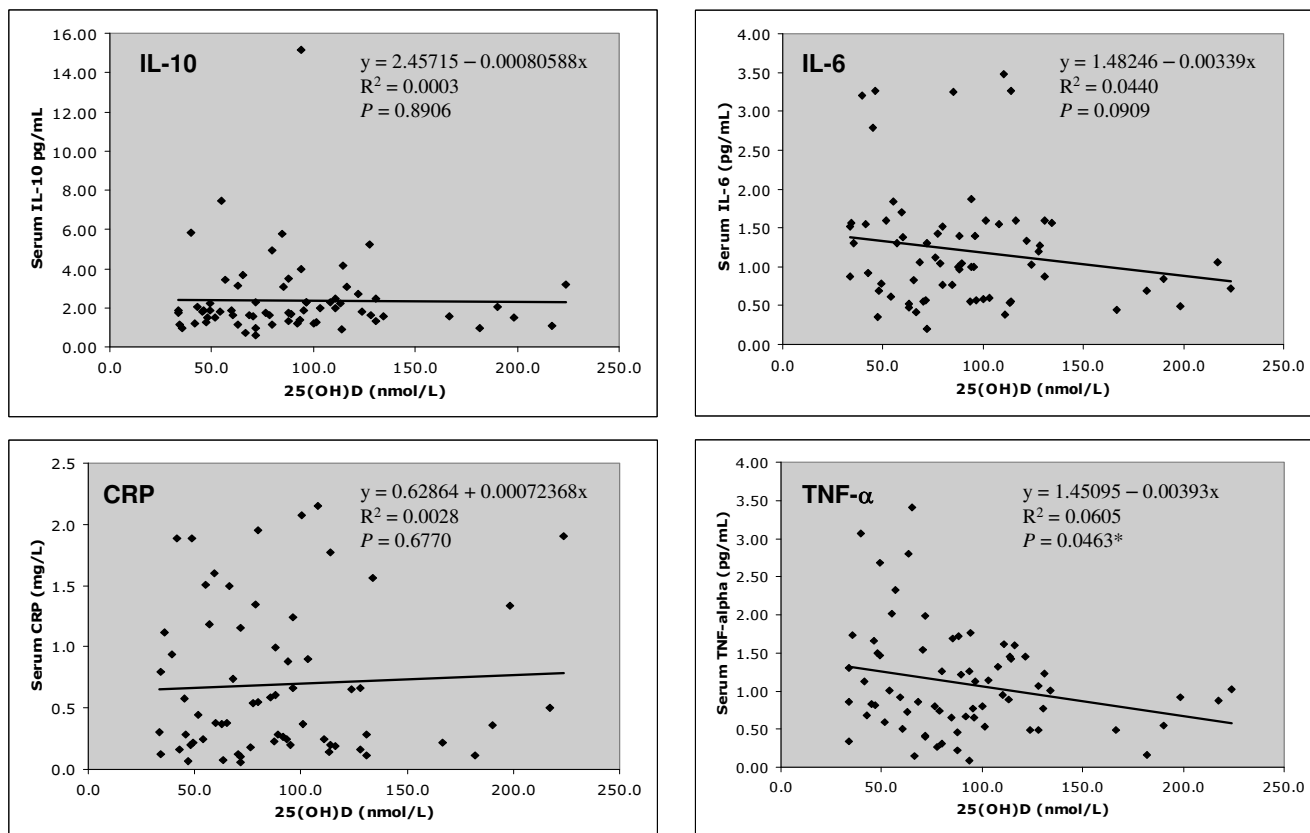 IL-10
y = 2.45715 − 0.00080588x
R² = 0.0003
P = 0.8906
Serum IL-10 pg/mL
16.00
14.00
12.00
10.00
8.00
6.00
4.00
2.00
0.00
0.0 50.0 100.0 150.0 200.0 250.0
25(OH)D (nmol/L)
IL-6
y = 1.48246 − 0.00339x
R² = 0.0440
P = 0.0909
Serum IL-6 (pg/mL)
4.00
3.50
3.00
2.50
2.00
1.50
1.00
0.50
0.00
0.0 50.0 100.0 150.0 200.0 250.0
25(OH)D (nmol/L)
CRP
y = 0.62864 + 0.00072368x
R² = 0.0028
P = 0.6770
Serum CRP (mg/L)
2.5
2.0
1.5
1.0
0.5
0.0
0.0 50.0 100.0 150.0 200.0 250.0
25(OH)D (nmol/L)
TNF-α
y = 1.45095 − 0.00393x
R² = 0.0605
P = 0.0463*
Serum TNF-alpha (pg/mL)
4.00
3.50
3.00
2.50
2.00
1.50
1.00
0.50
0.00
0.0 50.0 100.0 150.0 200.0 250.0
25(OH)D (nmol/L)